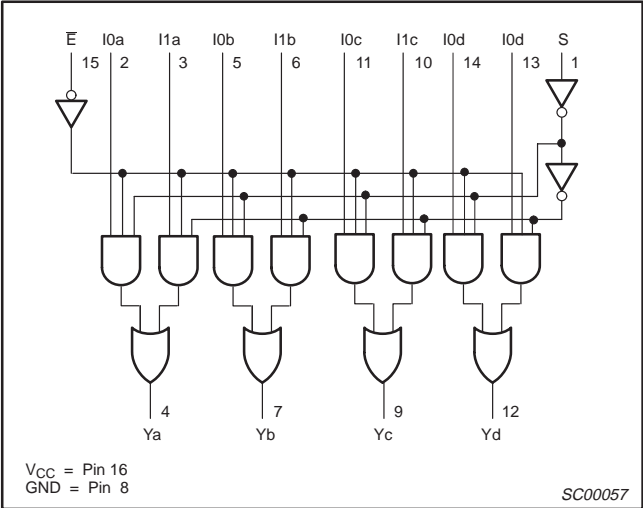 E̅ I0a I1a I0b I1b I0c I1c I0d I0d S
15 2 3 5 6 11 10 14 13 1
4 7 9 12
Ya Yb Yc Yd
VCC = Pin 16
GND = Pin 8
SC00057